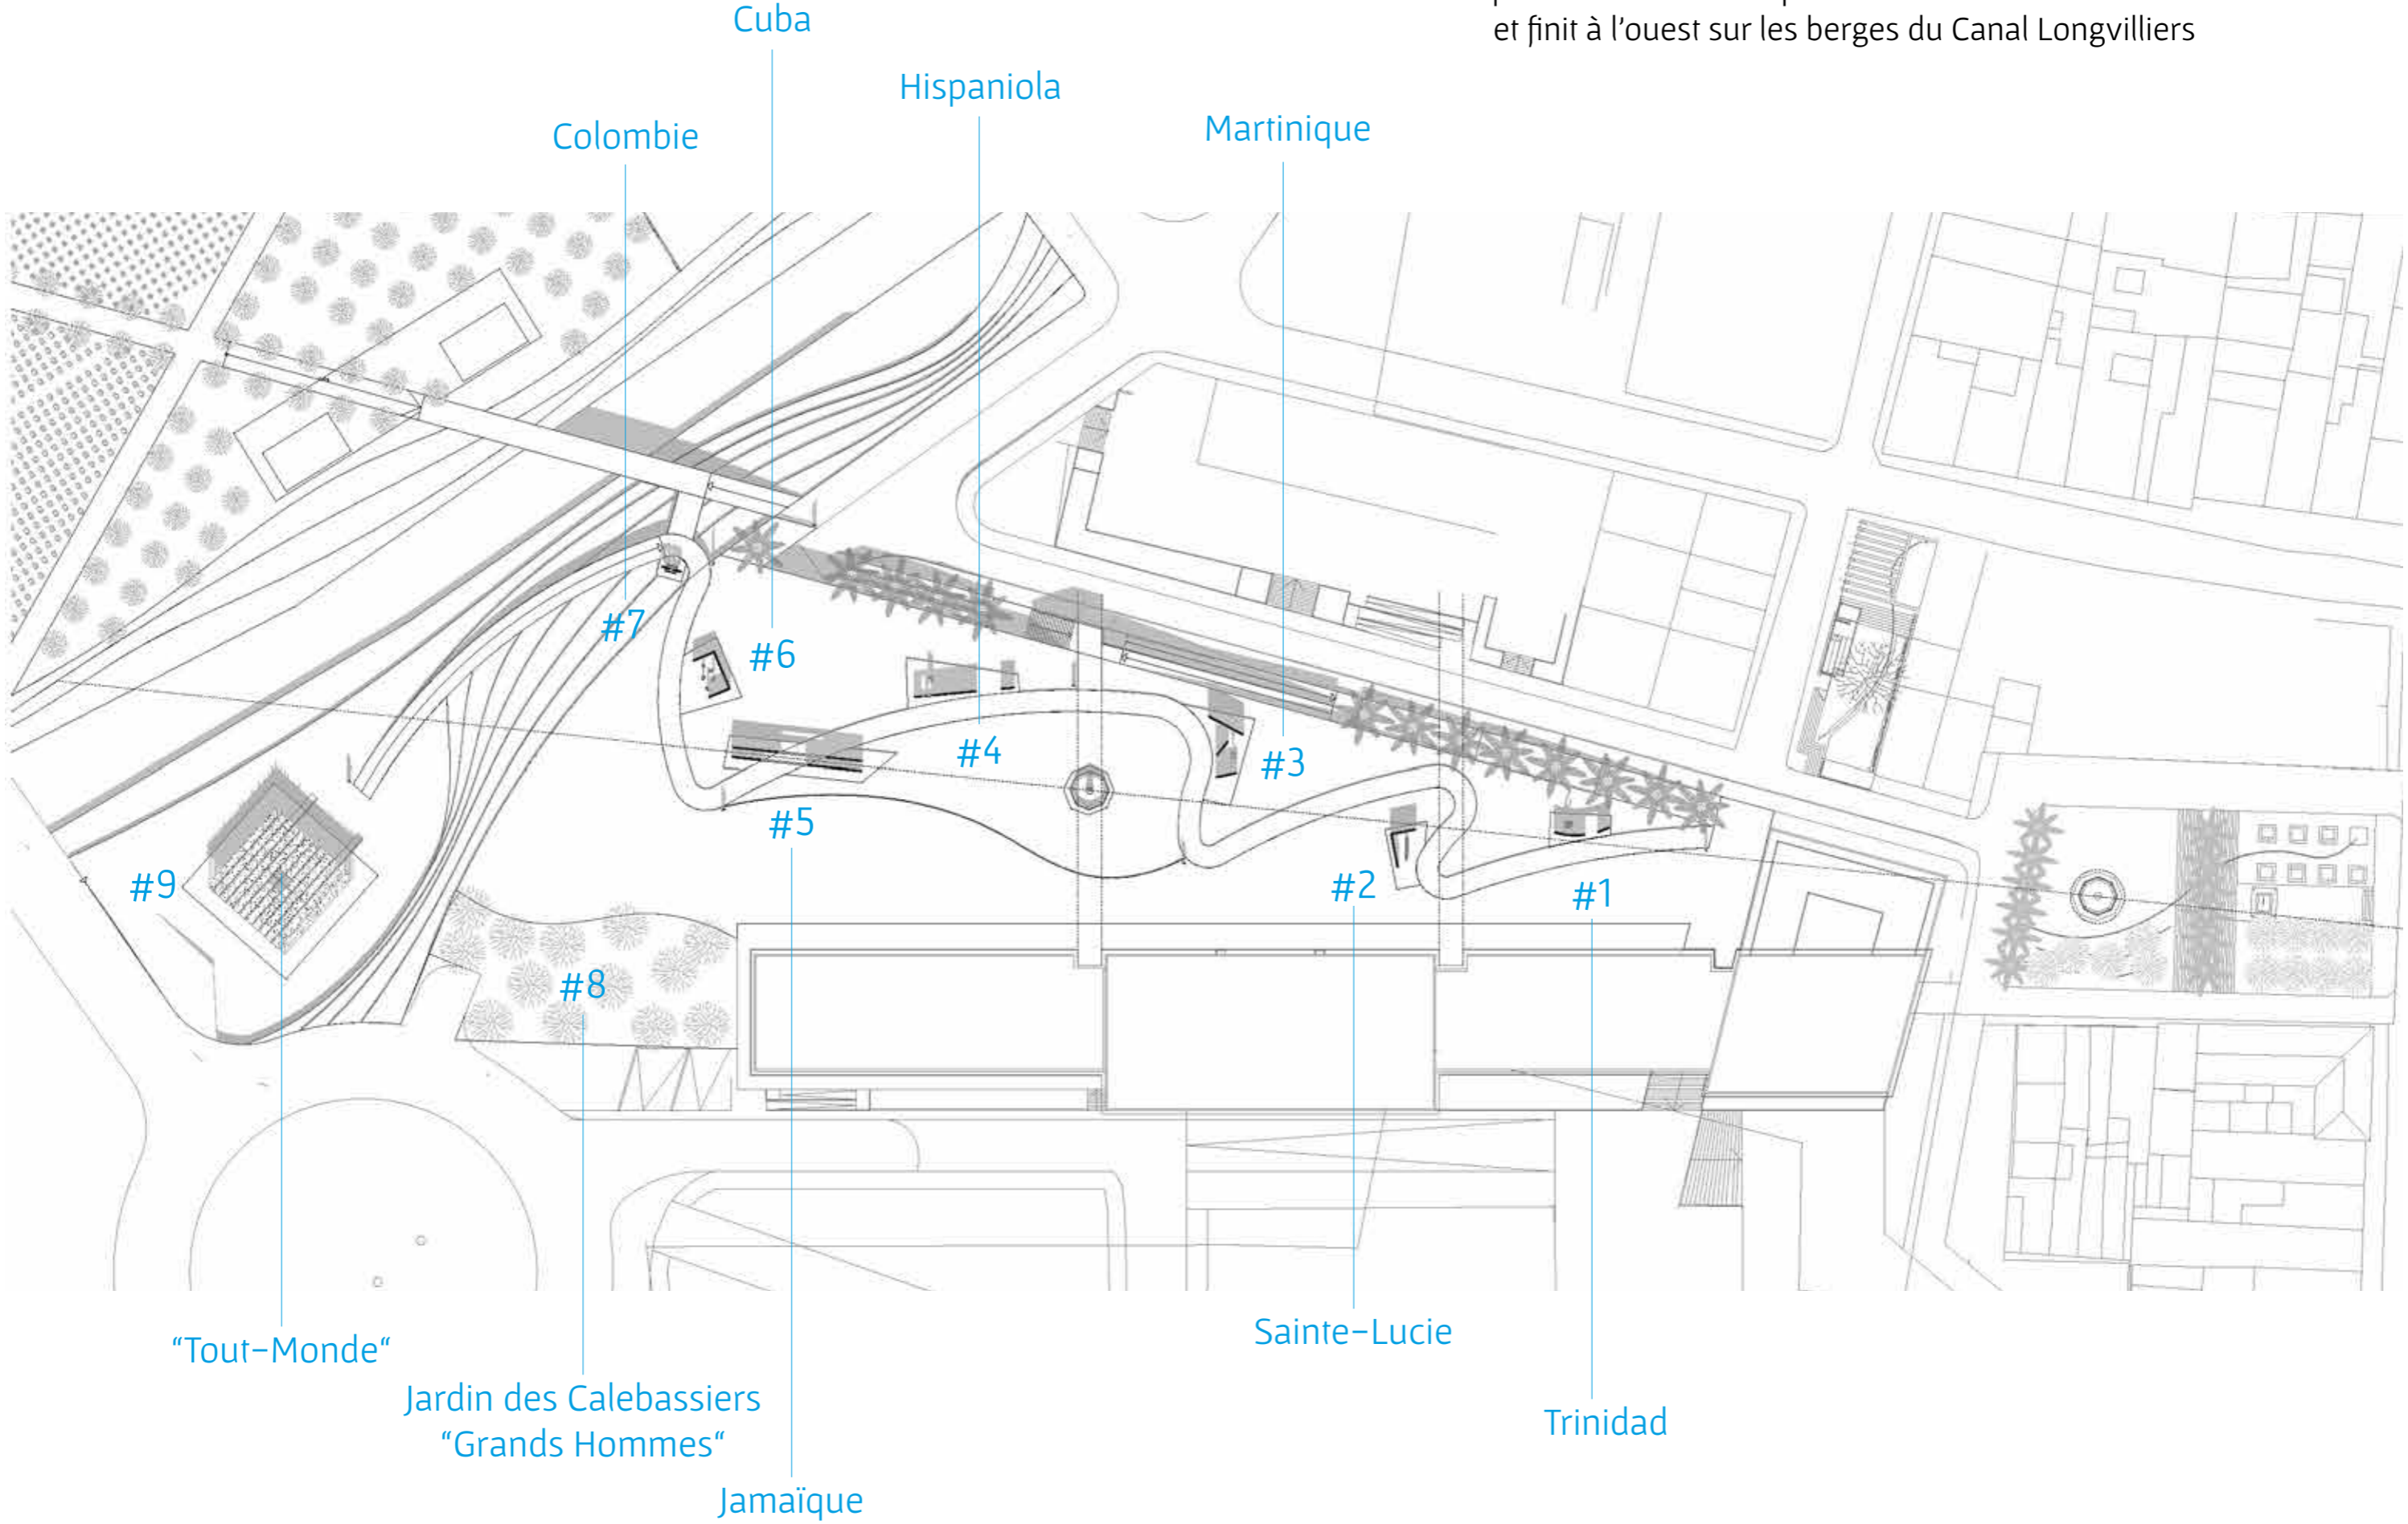 et finit à l'ouest sur les berges du Canal Longvilliers
Cuba
Hispaniola
Martinique
Colombie
#7
#6
#4
#3
#5
#9
#2
#1
#8
"Tout-Monde"
Sainte-Lucie
Jardin des Calebassiers
"Grands Hommes"
Trinidad
Jamaïque